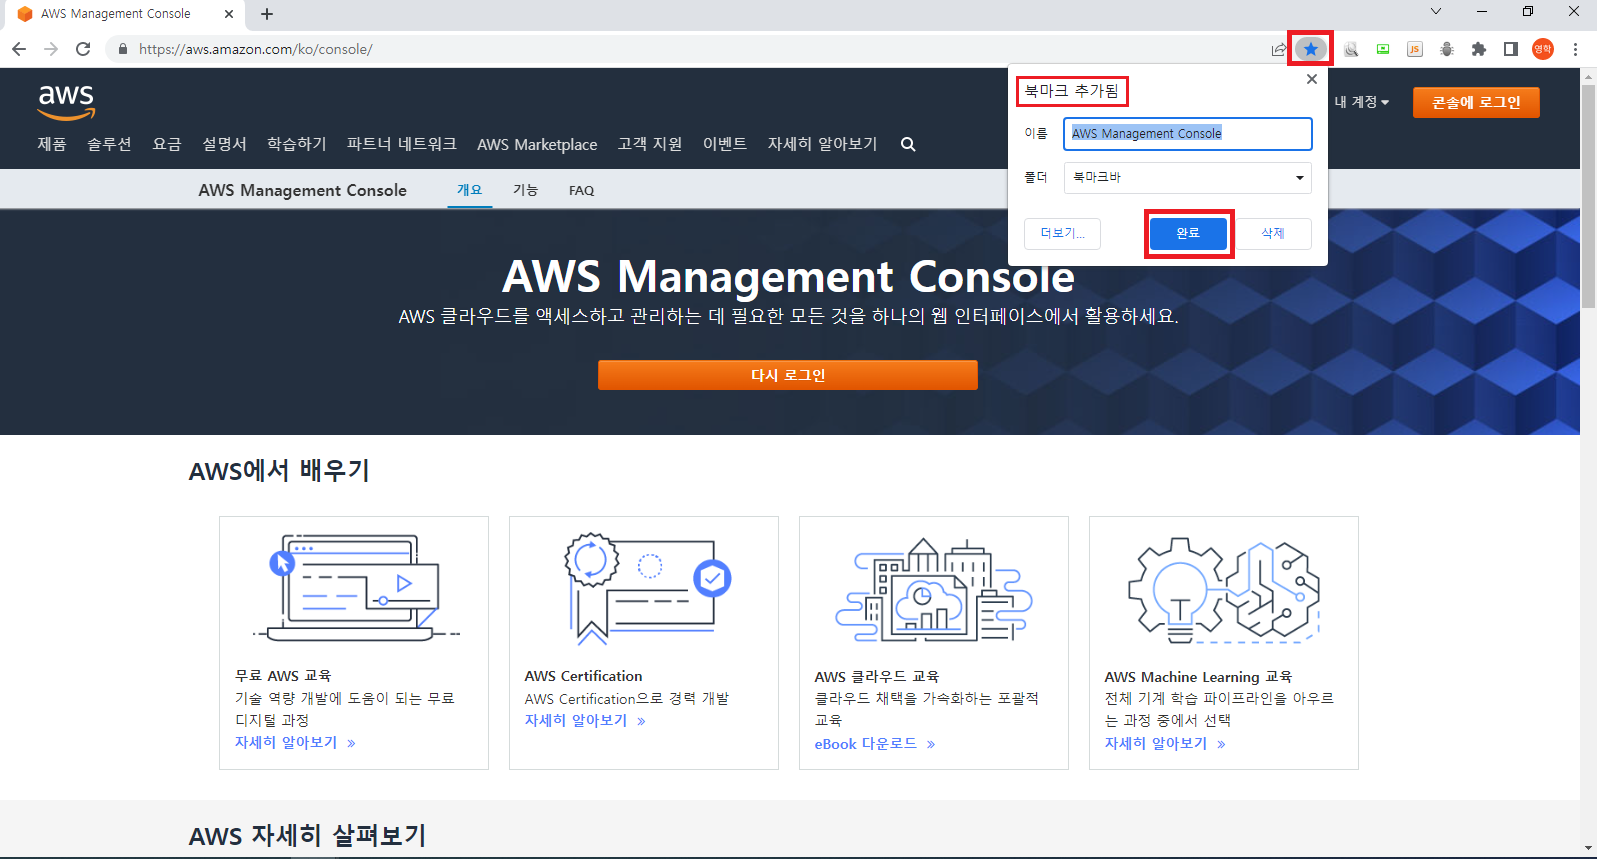 AWS Management Console
https://aws.amazon.com/ko/console/
JS
영학
aws
북마크 추가됨
내 계정
콘솔에 로그인
이름 AWS Management Console
제품 솔루션 요금 설명서 학습하기 파트너 네트워크 AWS Marketplace 고객 지원 이벤트 자세히 알아보기
폴더 북마크바
AWS Management Console 개요 기능 FAQ
더보기... 완료 삭제
AWS Management Console
AWS 클라우드를 액세스하고 관리하는 데 필요한 모든 것을 하나의 웹 인터페이스에서 활용하세요.
다시 로그인
AWS에서 배우기
무료 AWS 교육
기술 역량 개발에 도움이 되는 무료
디지털 과정
자세히 알아보기 »
AWS Certification
AWS Certification으로 경력 개발
자세히 알아보기 »
AWS 클라우드 교육
클라우드 채택을 가속화하는 포괄적
교육
eBook 다운로드 »
AWS Machine Learning 교육
전체 기계 학습 파이프라인을 아우르
는 과정 중에서 선택
자세히 알아보기 »
AWS 자세히 살펴보기